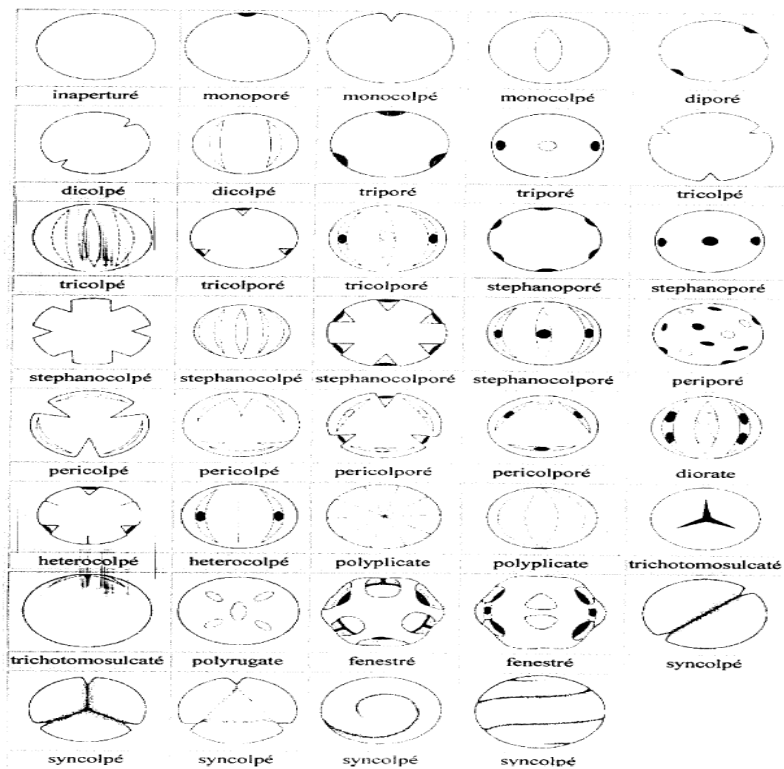 inaperturé monoporé monocolpé monocolpé diporé
dicolpé dicolpé triporé triporé tricolpé
tricolpé tricolporé tricolporé stephanoporé stephanoporé
stephanocolpé stephanocolpé stephanocolporé stephanocolporé periporé
pericolpé pericolpé pericolporé pericolporé diorate
heterocolpé heterocolpé polyplicate polyplicate trichotomosulcaté
trichotomosulcaté polyrugate fenestré fenestré syncolpé
syncolpé syncolpé syncolpé syncolpé